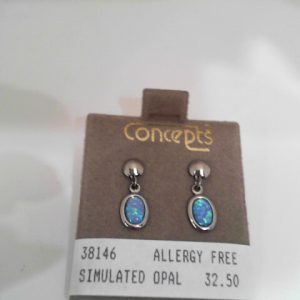 Concepts
38146 ALLERGY FREE
SIMULATED OPAL 32.50